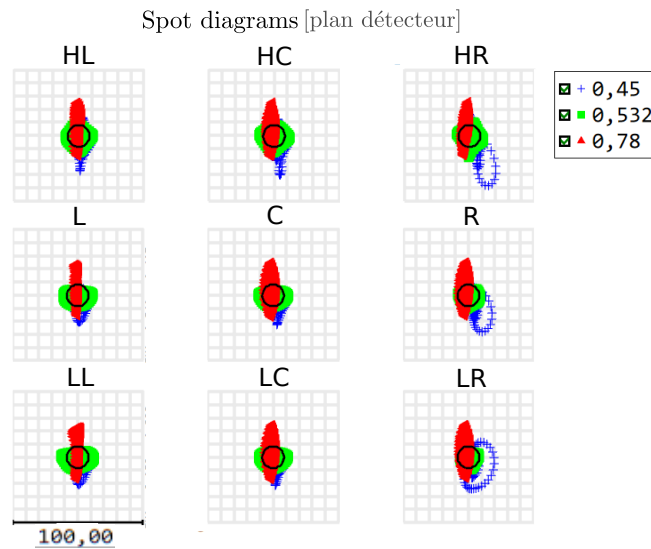 Spot diagrams [plan détecteur]
HL HC HR
0,45
0,532
0,78
L C R
LL LC LR
100,00